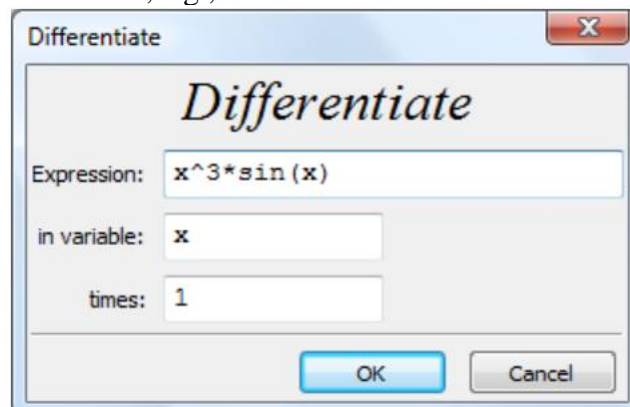 Differentiate
Differentiate
Expression: x^3*sin(x)
in variable: x
times: 1
OK Cancel